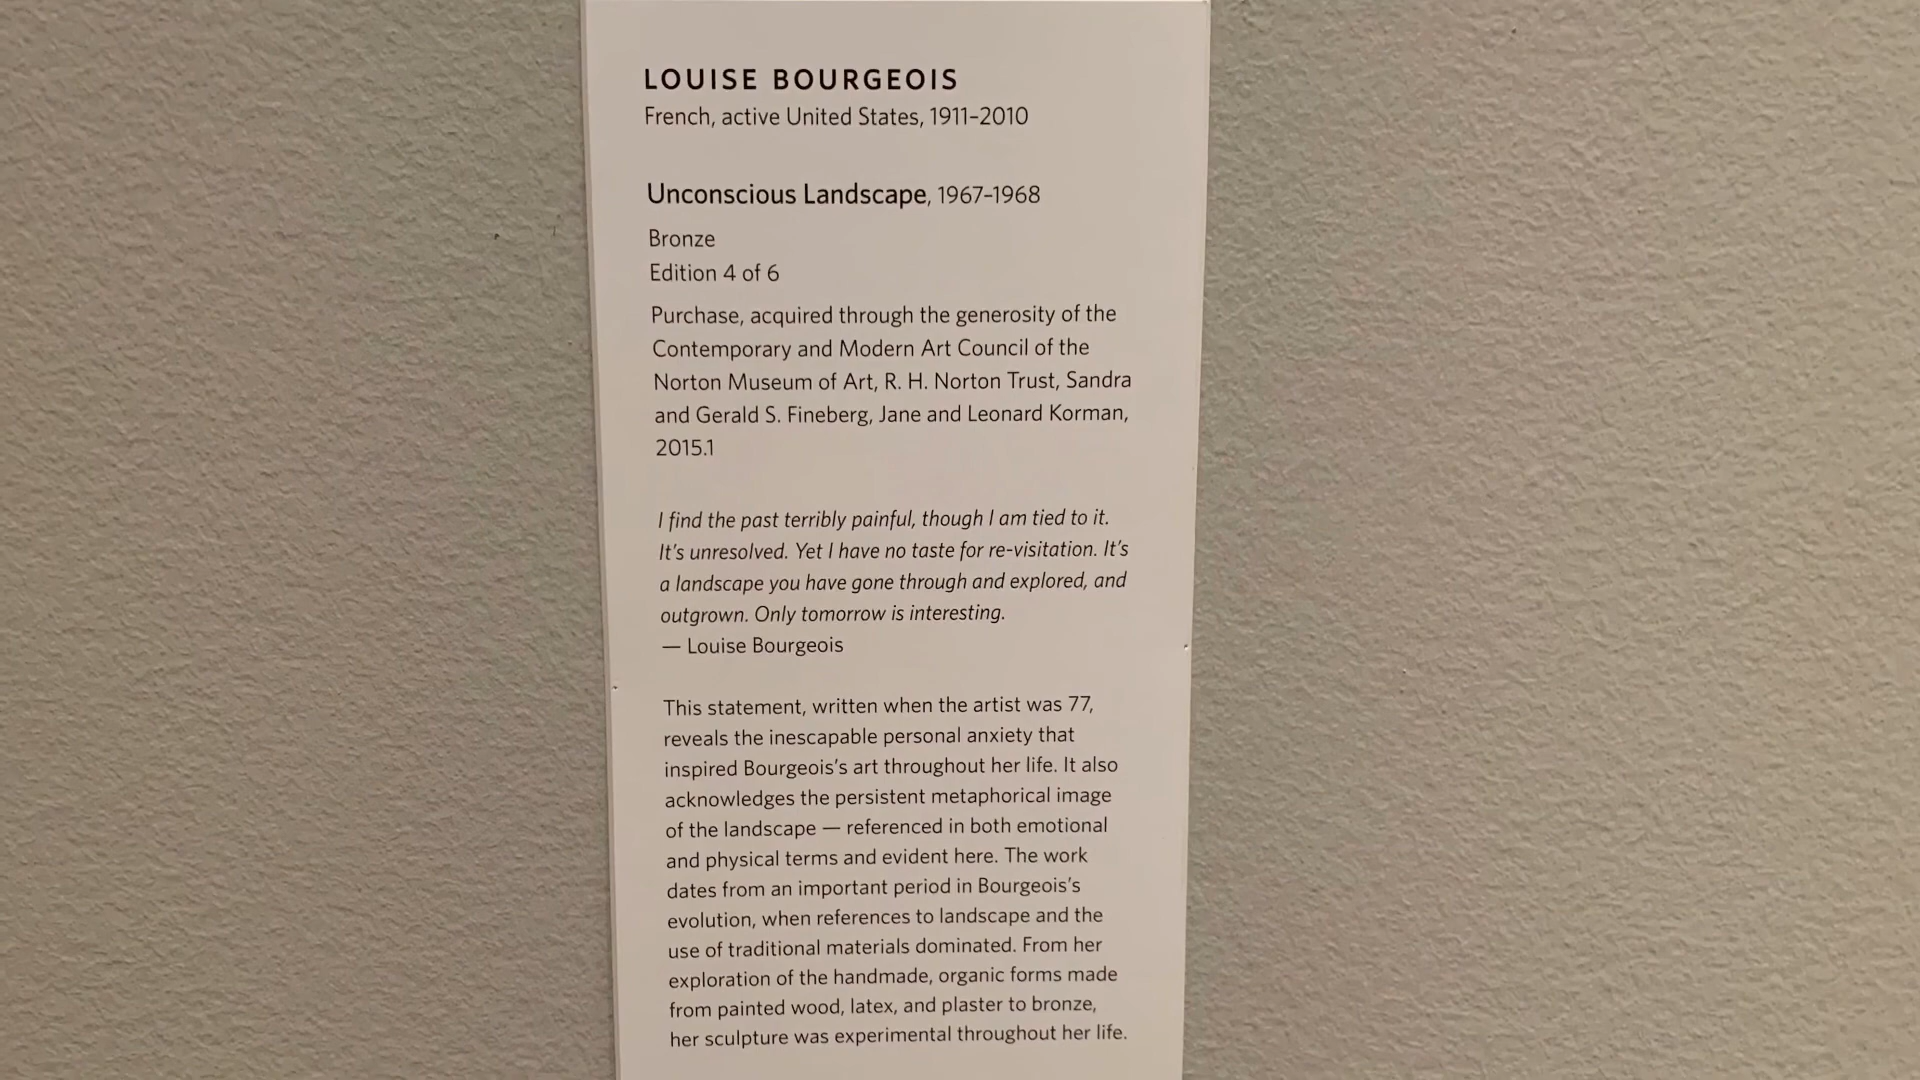 LOUISE BOURGEOIS
French, active United States, 1911–2010
Unconscious Landscape, 1967–1968
Bronze
Edition 4 of 6
Purchase, acquired through the generosity of the
Contemporary and Modern Art Council of the
Norton Museum of Art, R. H. Norton Trust, Sandra
and Gerald S. Fineberg, Jane and Leonard Korman,
2015.1
I find the past terribly painful, though I am tied to it.
It's unresolved. Yet I have no taste for re-visitation. It's
a landscape you have gone through and explored, and
outgrown. Only tomorrow is interesting.
— Louise Bourgeois
This statement, written when the artist was 77,
reveals the inescapable personal anxiety that
inspired Bourgeois's art throughout her life. It also
acknowledges the persistent metaphorical image
of the landscape — referenced in both emotional
and physical terms and evident here. The work
dates from an important period in Bourgeois's
evolution, when references to landscape and the
use of traditional materials dominated. From her
exploration of the handmade, organic forms made
from painted wood, latex, and plaster to bronze,
her sculpture was experimental throughout her life.